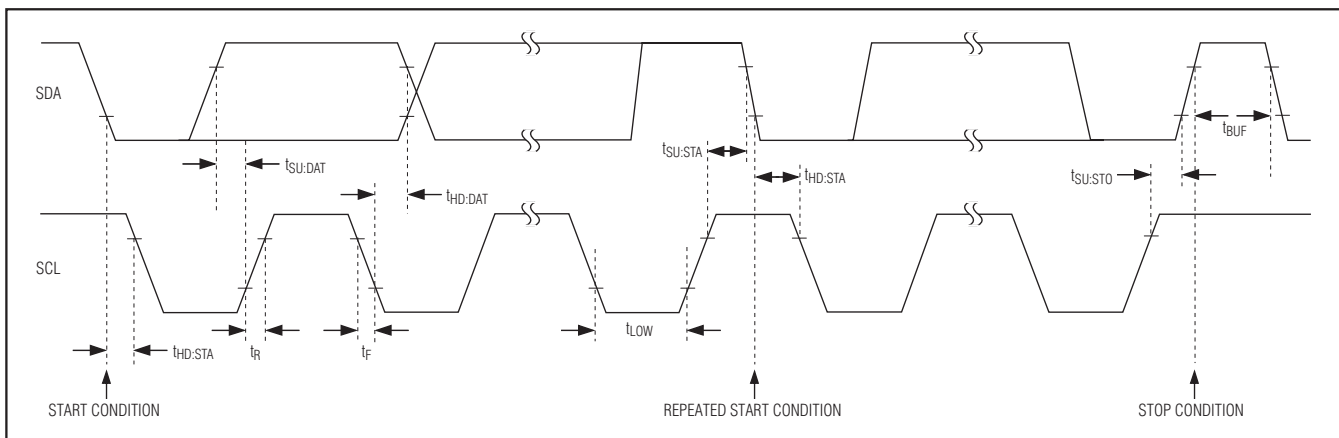 SDA
tSU:STA
tBUF
tSU:DAT
tHD:STA
tSU:STO
tHD:DAT
SCL
tLOW
tHD:STA
tR
tF
START CONDITION
REPEATED START CONDITION
STOP CONDITION